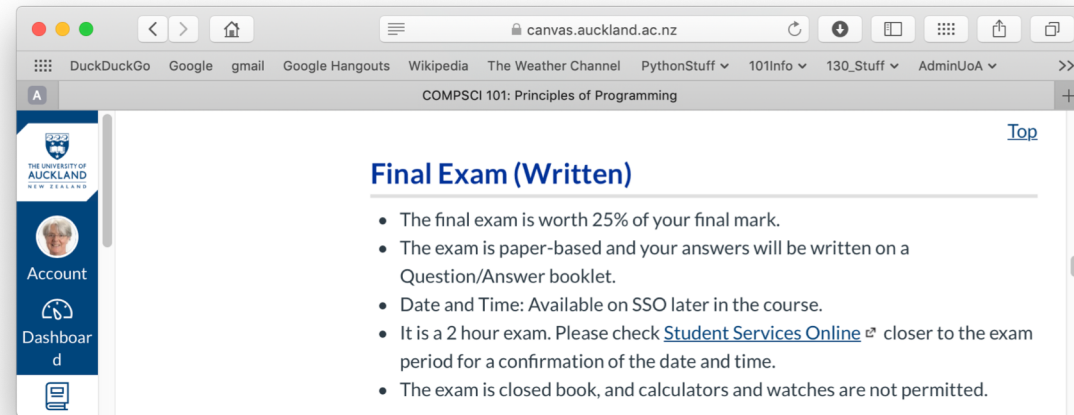 canvas.auckland.ac.nz
DuckDuckGo Google gmail Google Hangouts Wikipedia The Weather Channel PythonStuff 101Info 130_Stuff AdminUoA >>
A COMPSCI 101: Principles of Programming +
Top
THE UNIVERSITY OF
AUCKLAND
NEW ZEALAND
Account
Dashboar
d
Final Exam (Written)
• The final exam is worth 25% of your final mark.
• The exam is paper-based and your answers will be written on a
Question/Answer booklet.
• Date and Time: Available on SSO later in the course.
• It is a 2 hour exam. Please check Student Services Online closer to the exam
period for a confirmation of the date and time.
• The exam is closed book, and calculators and watches are not permitted.